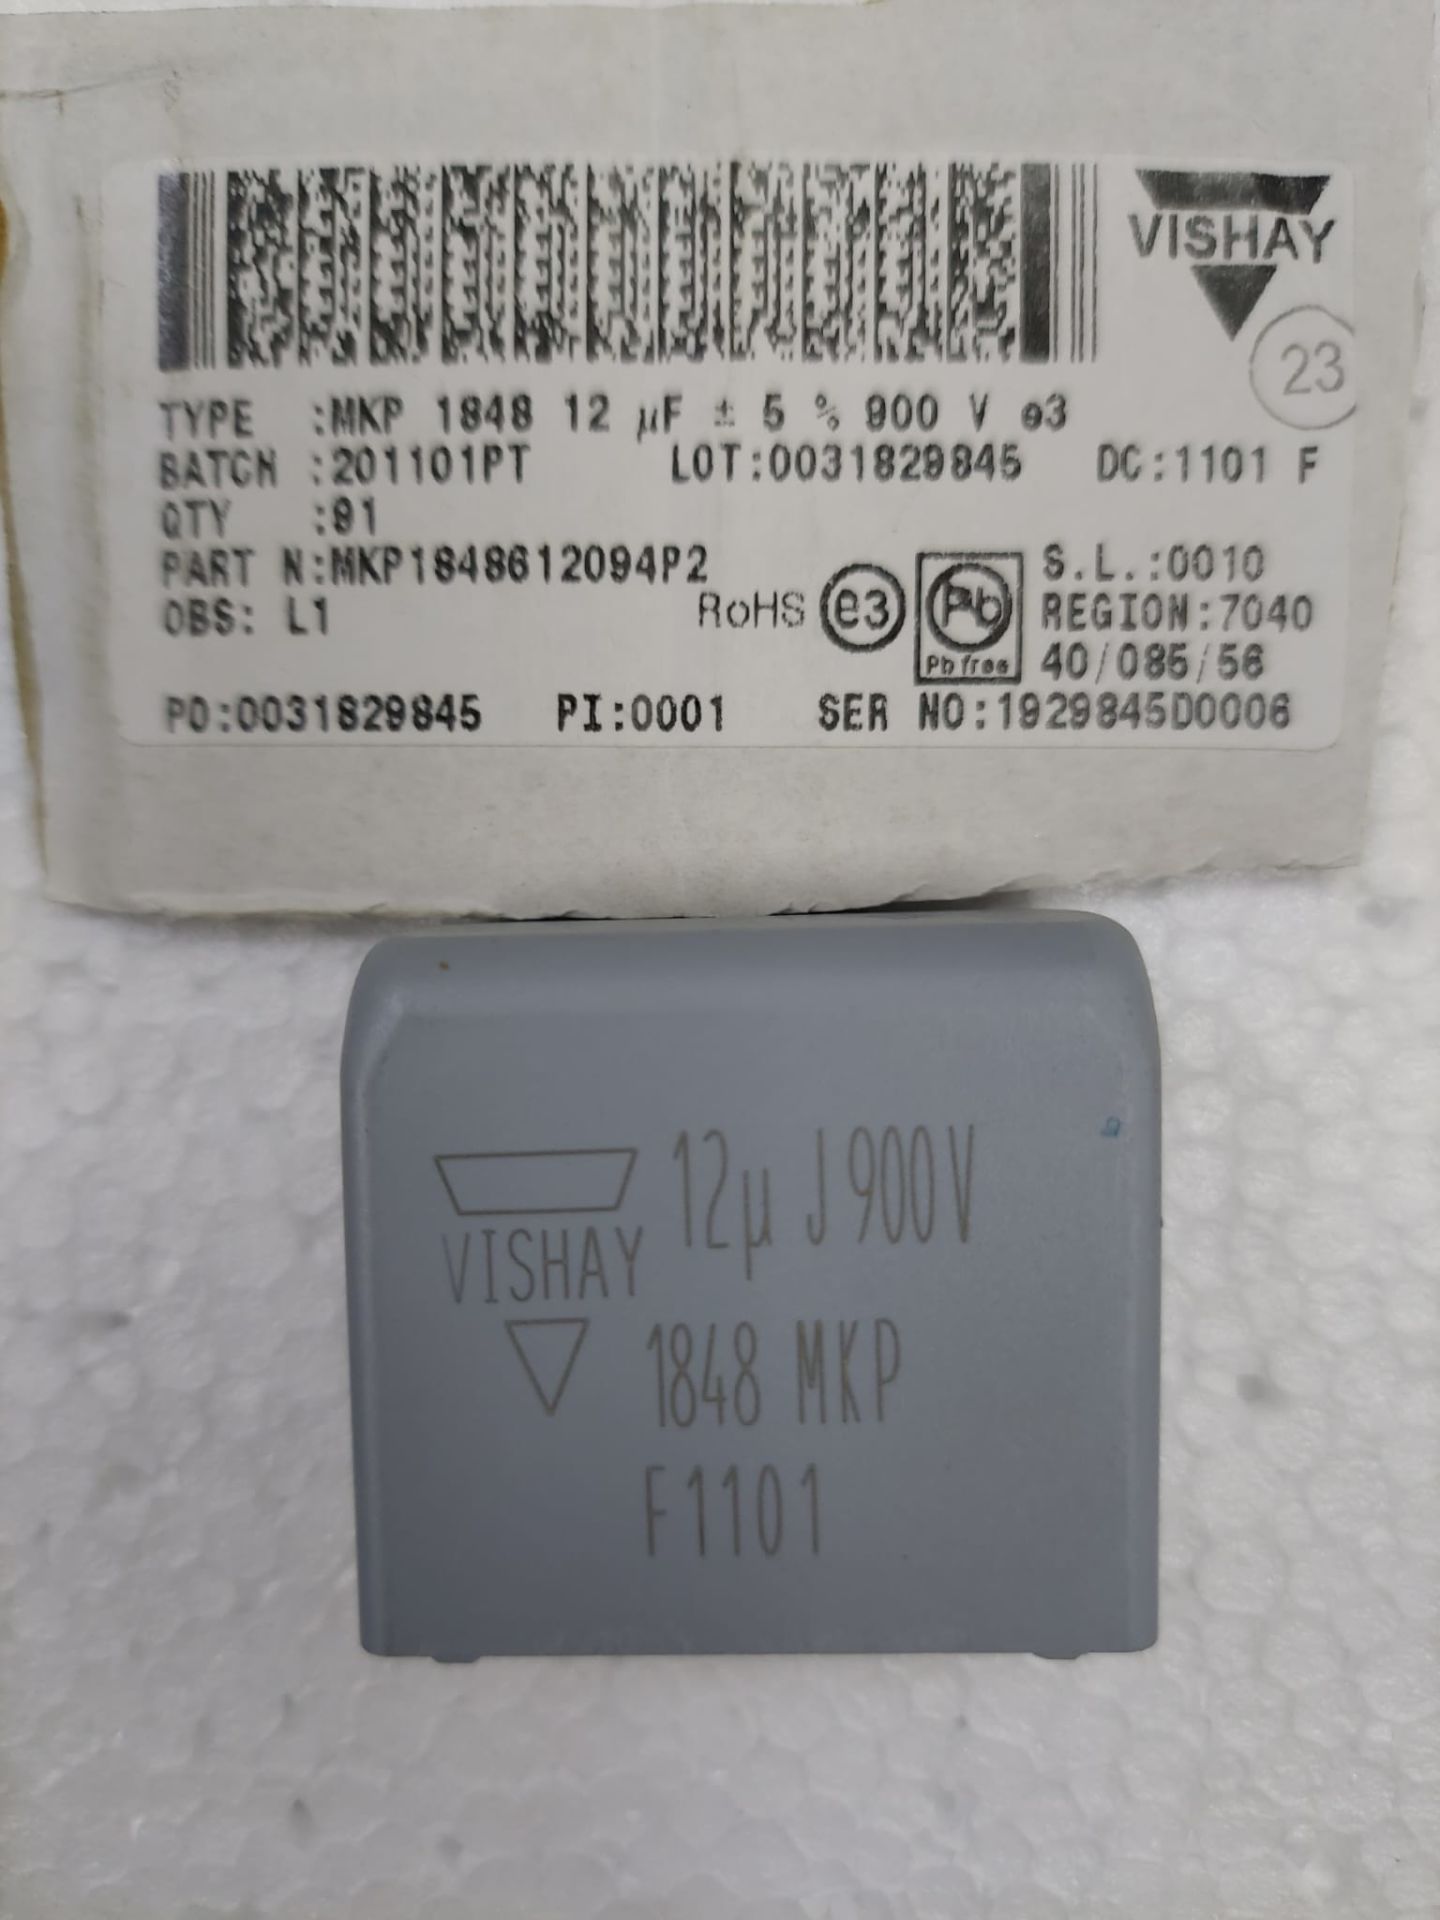 VISHAY
23
TYPE :MKP 1848 12 µF ± 5 % 900 V e3
BATCH :201101PT LOT:0031829845 DC:1101 F
QTY :91
PART N:MKP1848612094P2
OBS: L1
RoHS e3 Pb
Pb free
S.L.:0010
REGION:7040
40/085/56
PO:0031829845 PI:0001 SER NO:1929845D0006
12µ J 900V
VISHAY
1848 MKP
F1101